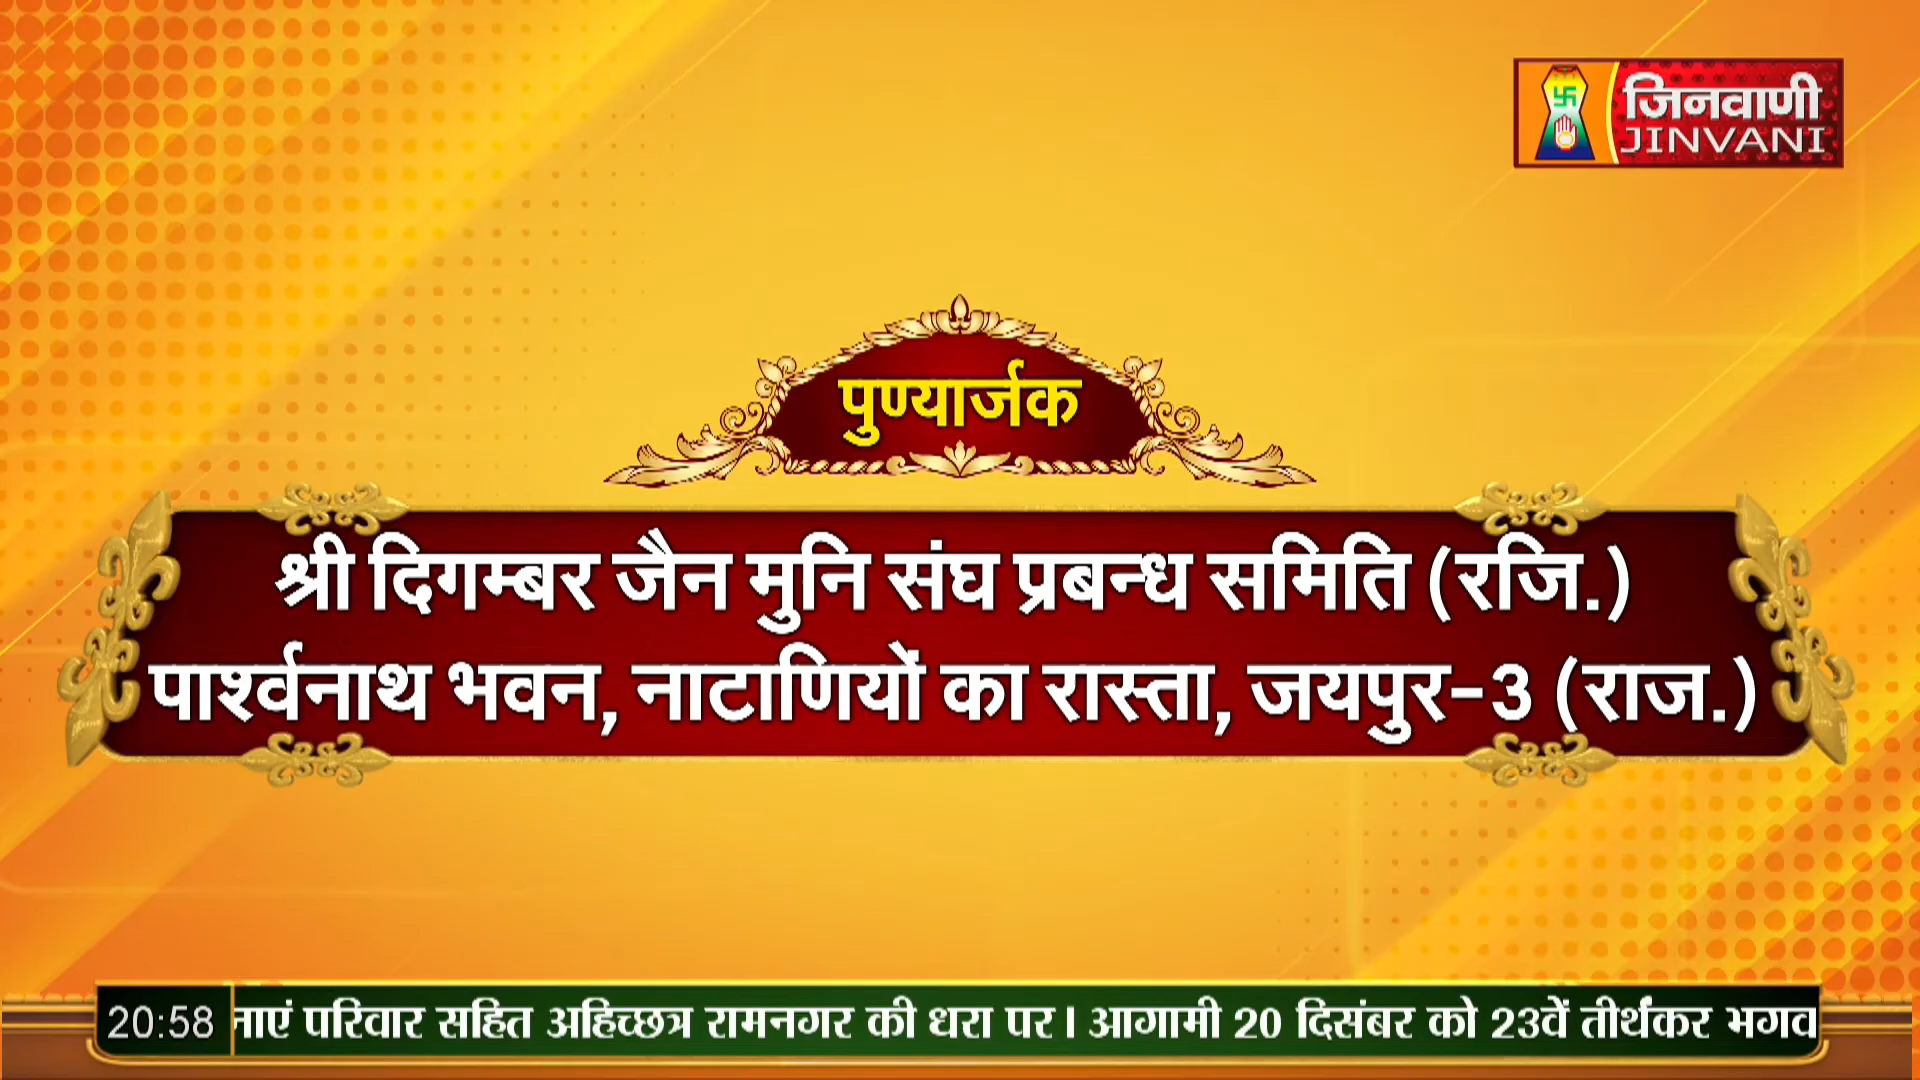 जिनवाणी
JINVANI
पुण्यार्जक
श्री दिगम्बर जैन मुनि संघ प्रबन्ध समिति (रजि.)
पार्श्वनाथ भवन, नाटाणियों का रास्ता, जयपुर-3 (राज.)
20:58 परिवार सहित अहिच्छत्र रामनगर की धरा पर। आगामी 20 दिसंबर को 23वें तीर्थंकर